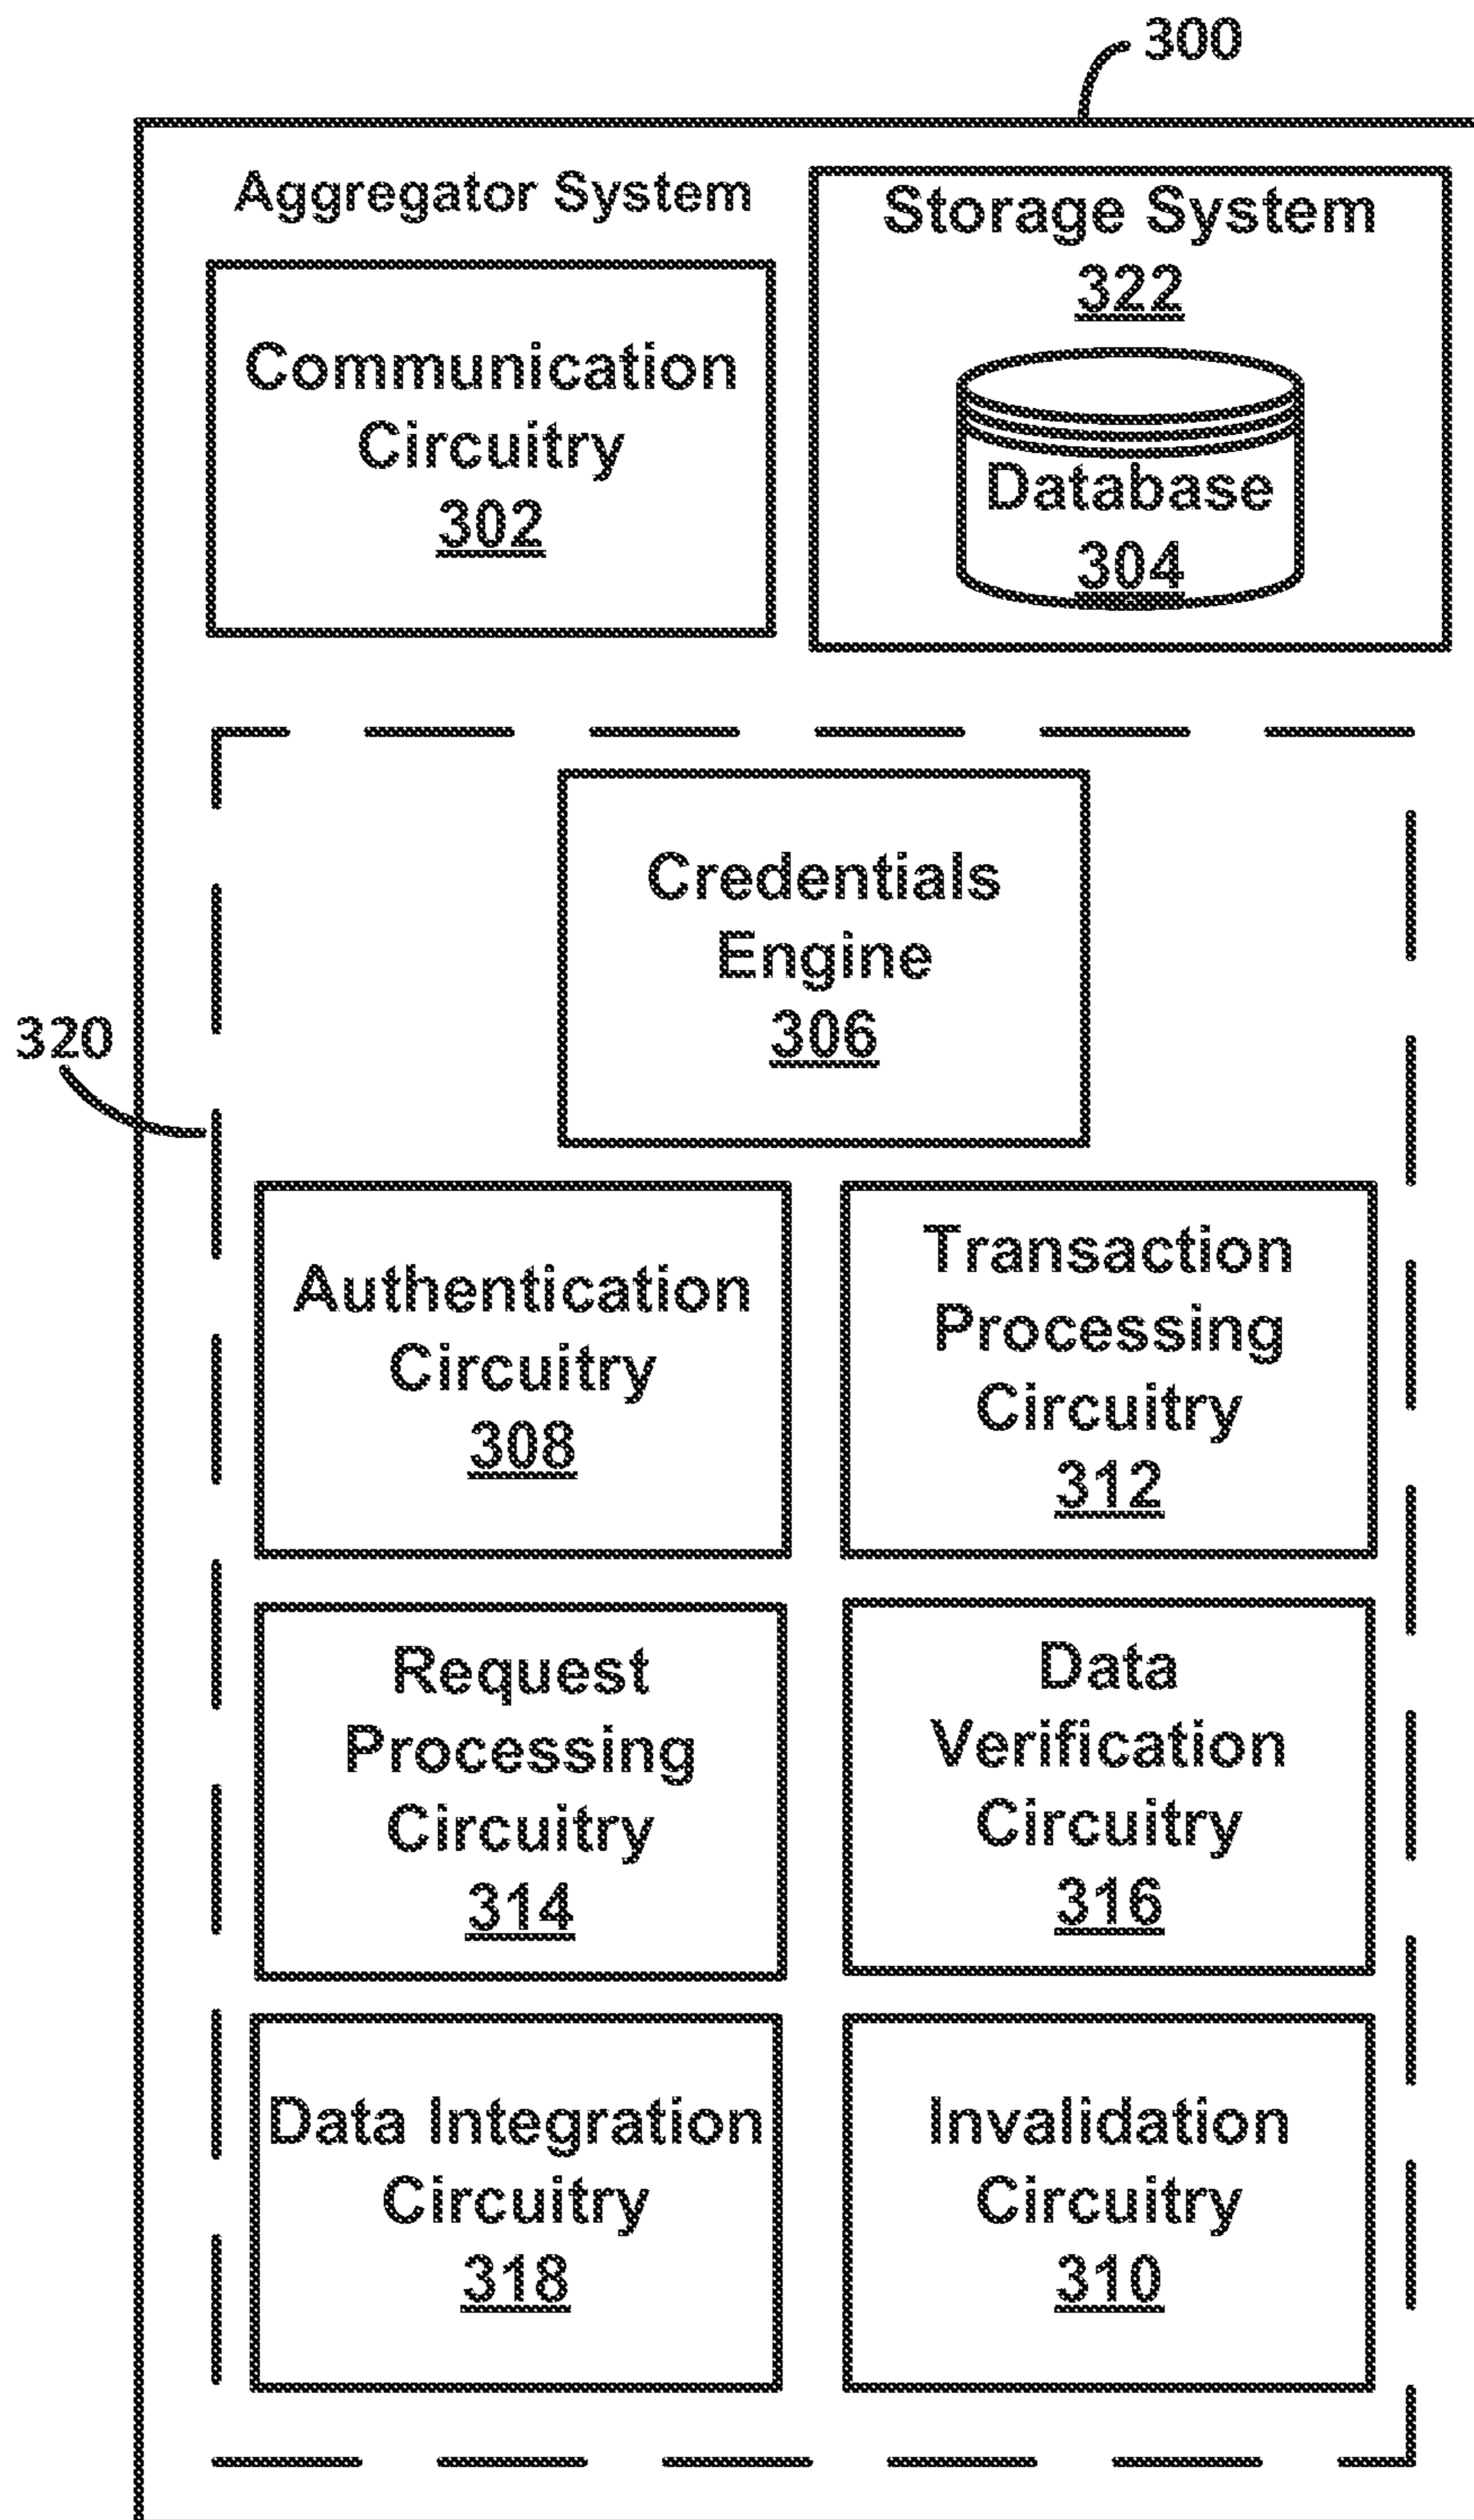 300
Aggregator System
Storage System
322
Communication
Circuitry
302
Database
304
Credentials
Engine
306
320
Authentication
Circuitry
308
Transaction
Processing
Circuitry
312
Request
Processing
Circuitry
314
Data
Verification
Circuitry
316
Data Integration
Circuitry
318
Invalidation
Circuitry
310